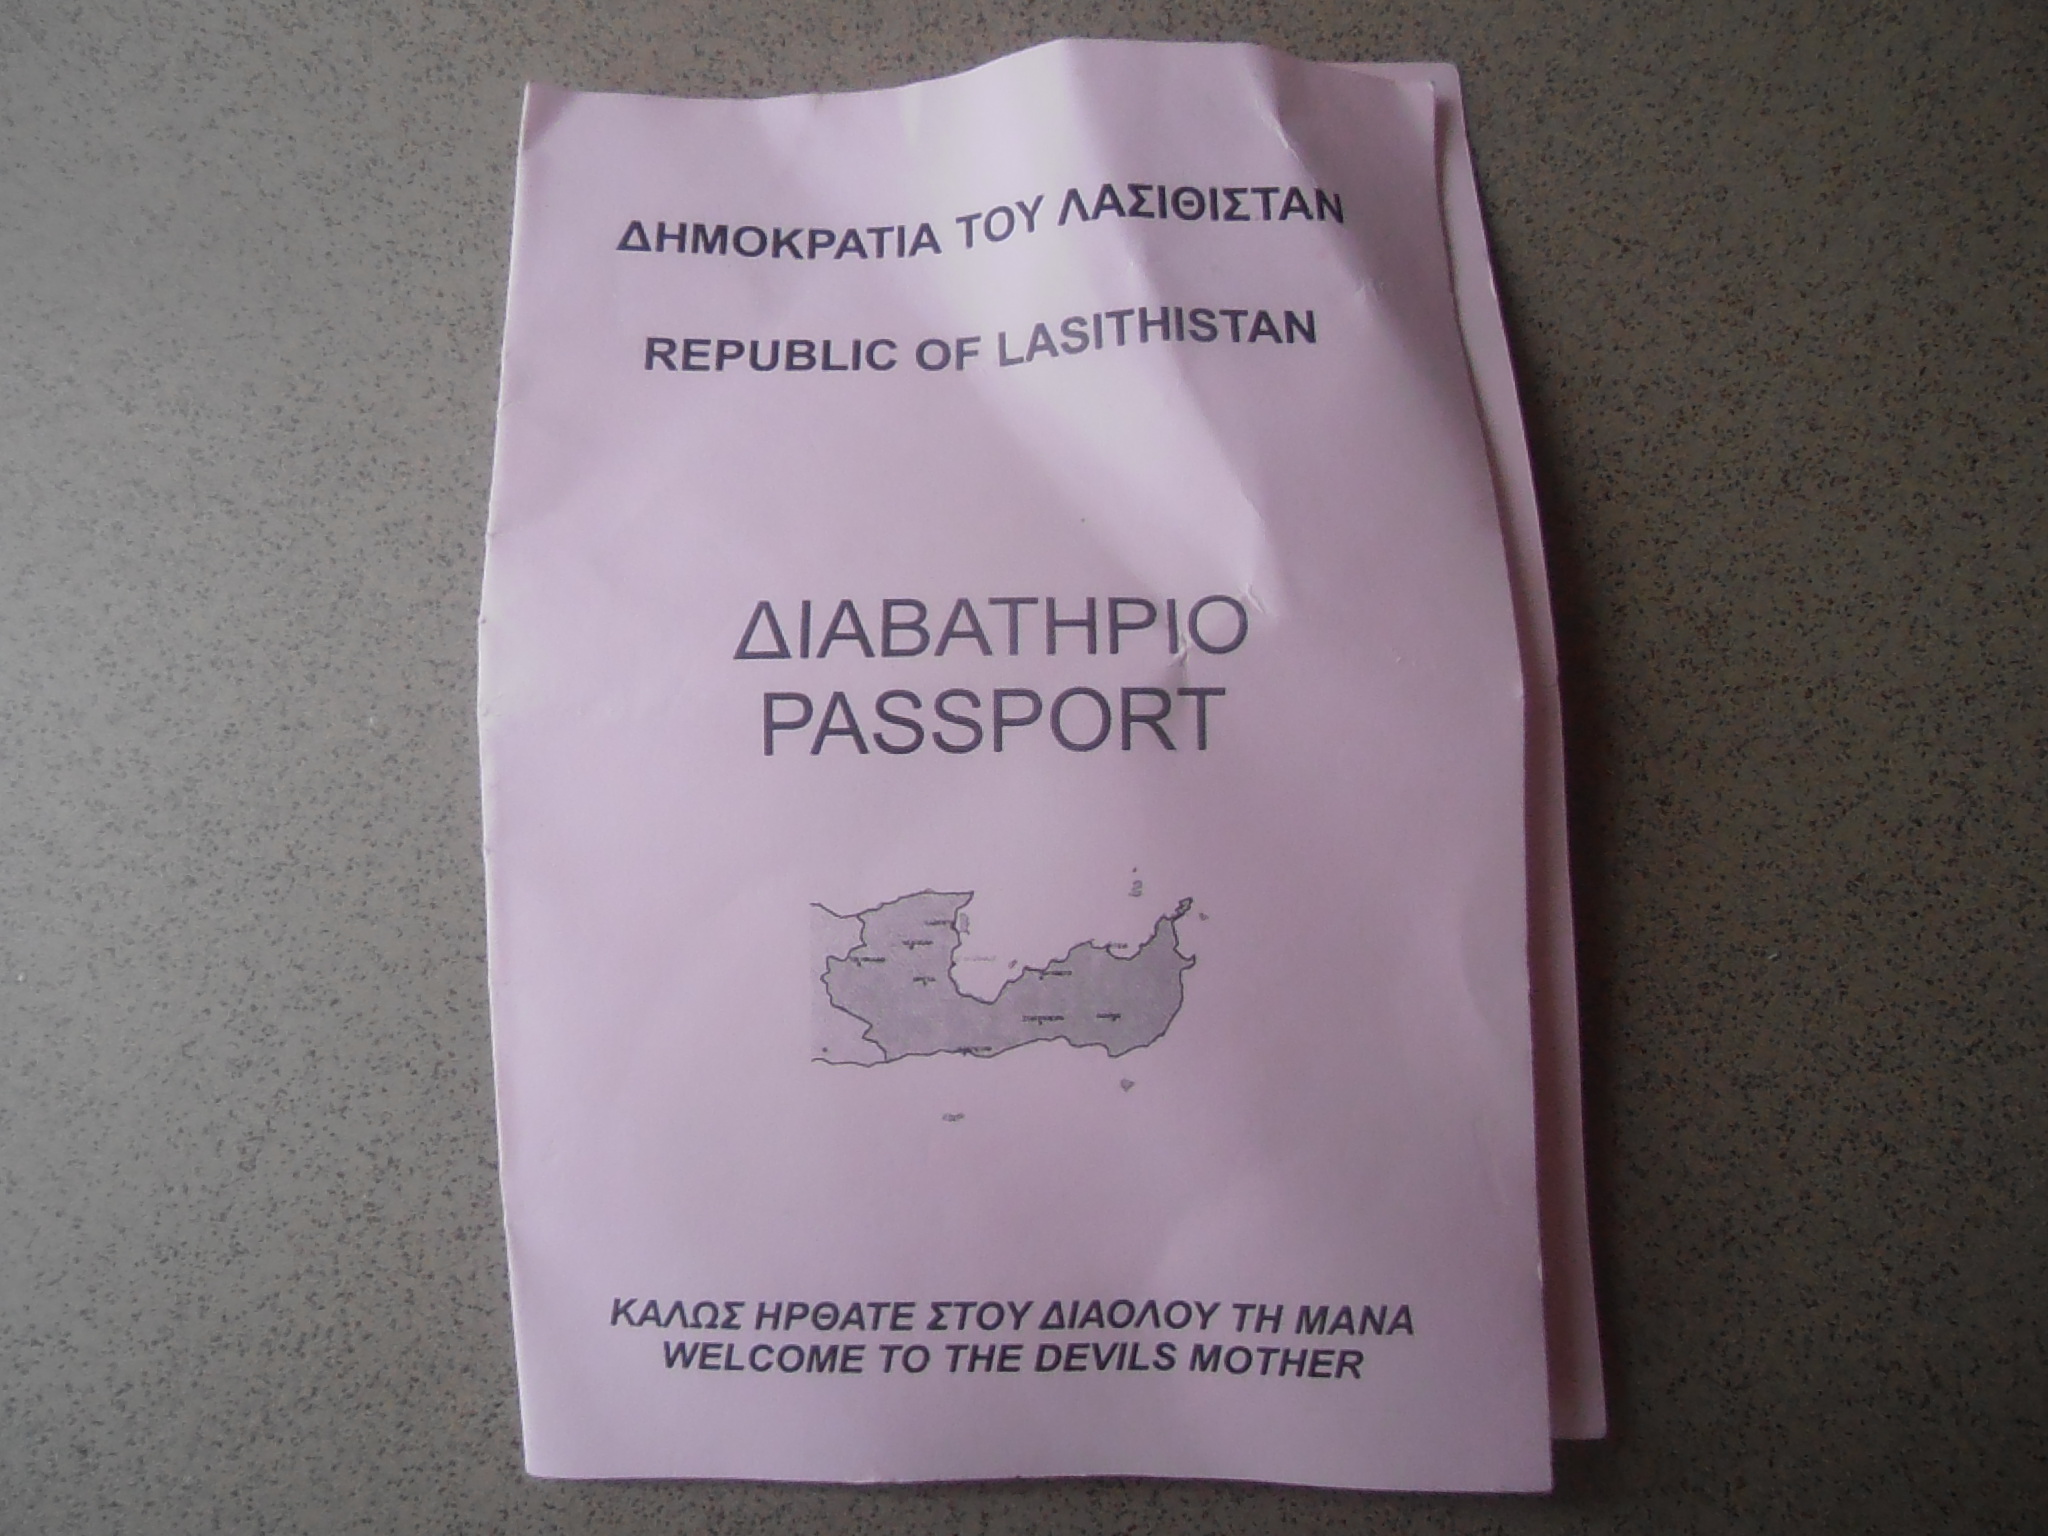 ΔΗΜΟΚΡΑΤΙΑ ΤΟΥ ΛΑΣΙΘΙΣΤΑΝ
REPUBLIC OF LASITHISTAN
ΔΙΑΒΑΤΗΡΙΟ
PASSPORT
ΚΑΛΩΣ ΗΡΘΑΤΕ ΣΤΟΥ ΔΙΑΟΛΟΥ ΤΗ ΜΑΝΑ
WELCOME TO THE DEVILS MOTHER